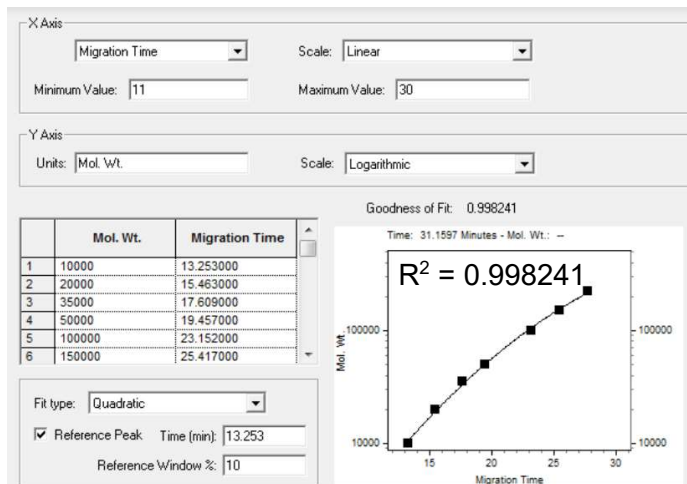 X Axis
Migration Time Scale: Linear
Minimum Value: 11 Maximum Value: 30
Y Axis
Units: Mol. Wt. Scale: Logarithmic
Goodness of Fit: 0.998241
Mol. Wt. Migration Time
1 10000 13.253000
2 20000 15.463000
3 35000 17.609000
4 50000 19.457000
5 100000 23.152000
6 150000 25.417000
Time: 31.1597 Minutes - Mol. Wt.: --
R² = 0.998241
Mol. Wt.
100000 100000
10000 10000
15 20 25 30
Migration Time
Fit type: Quadratic
Reference Peak Time (min): 13.253
Reference Window %: 10